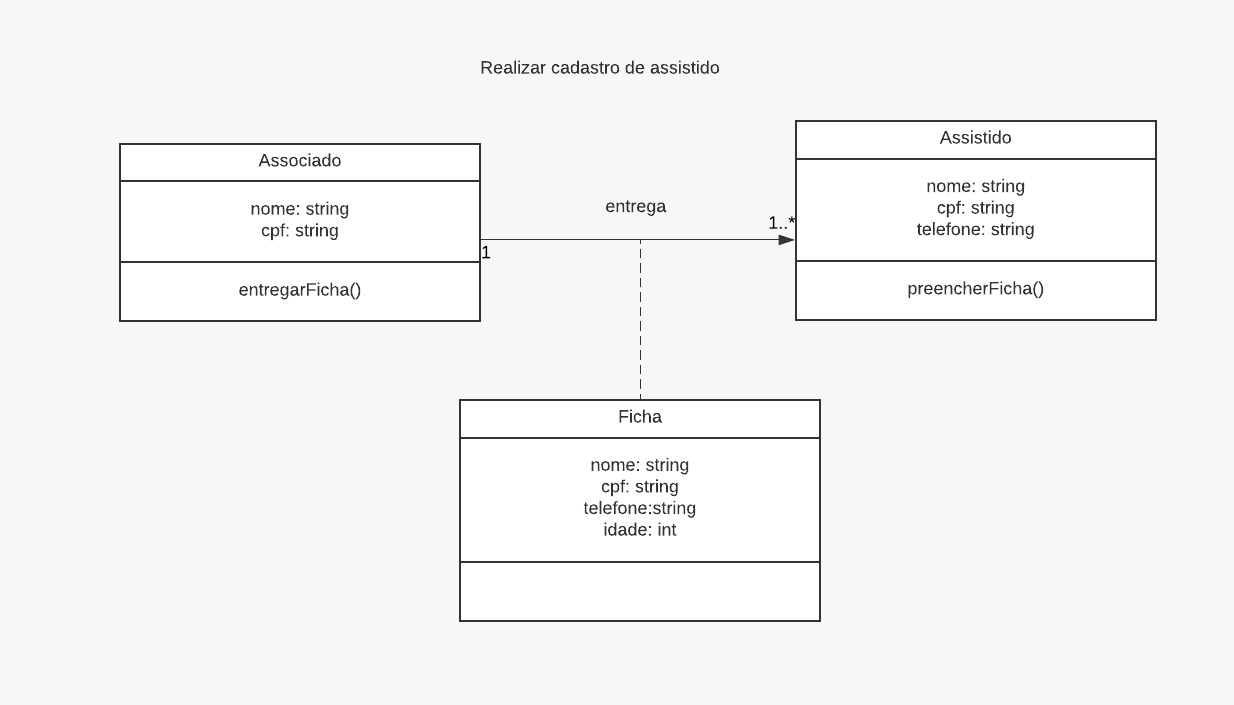 Realizar cadastro de assistido
Associado
nome: string
cpf: string
entregarFicha()
entrega
1
1..*
Assistido
nome: string
cpf: string
telefone: string
preencherFicha()
Ficha
nome: string
cpf: string
telefone:string
idade: int